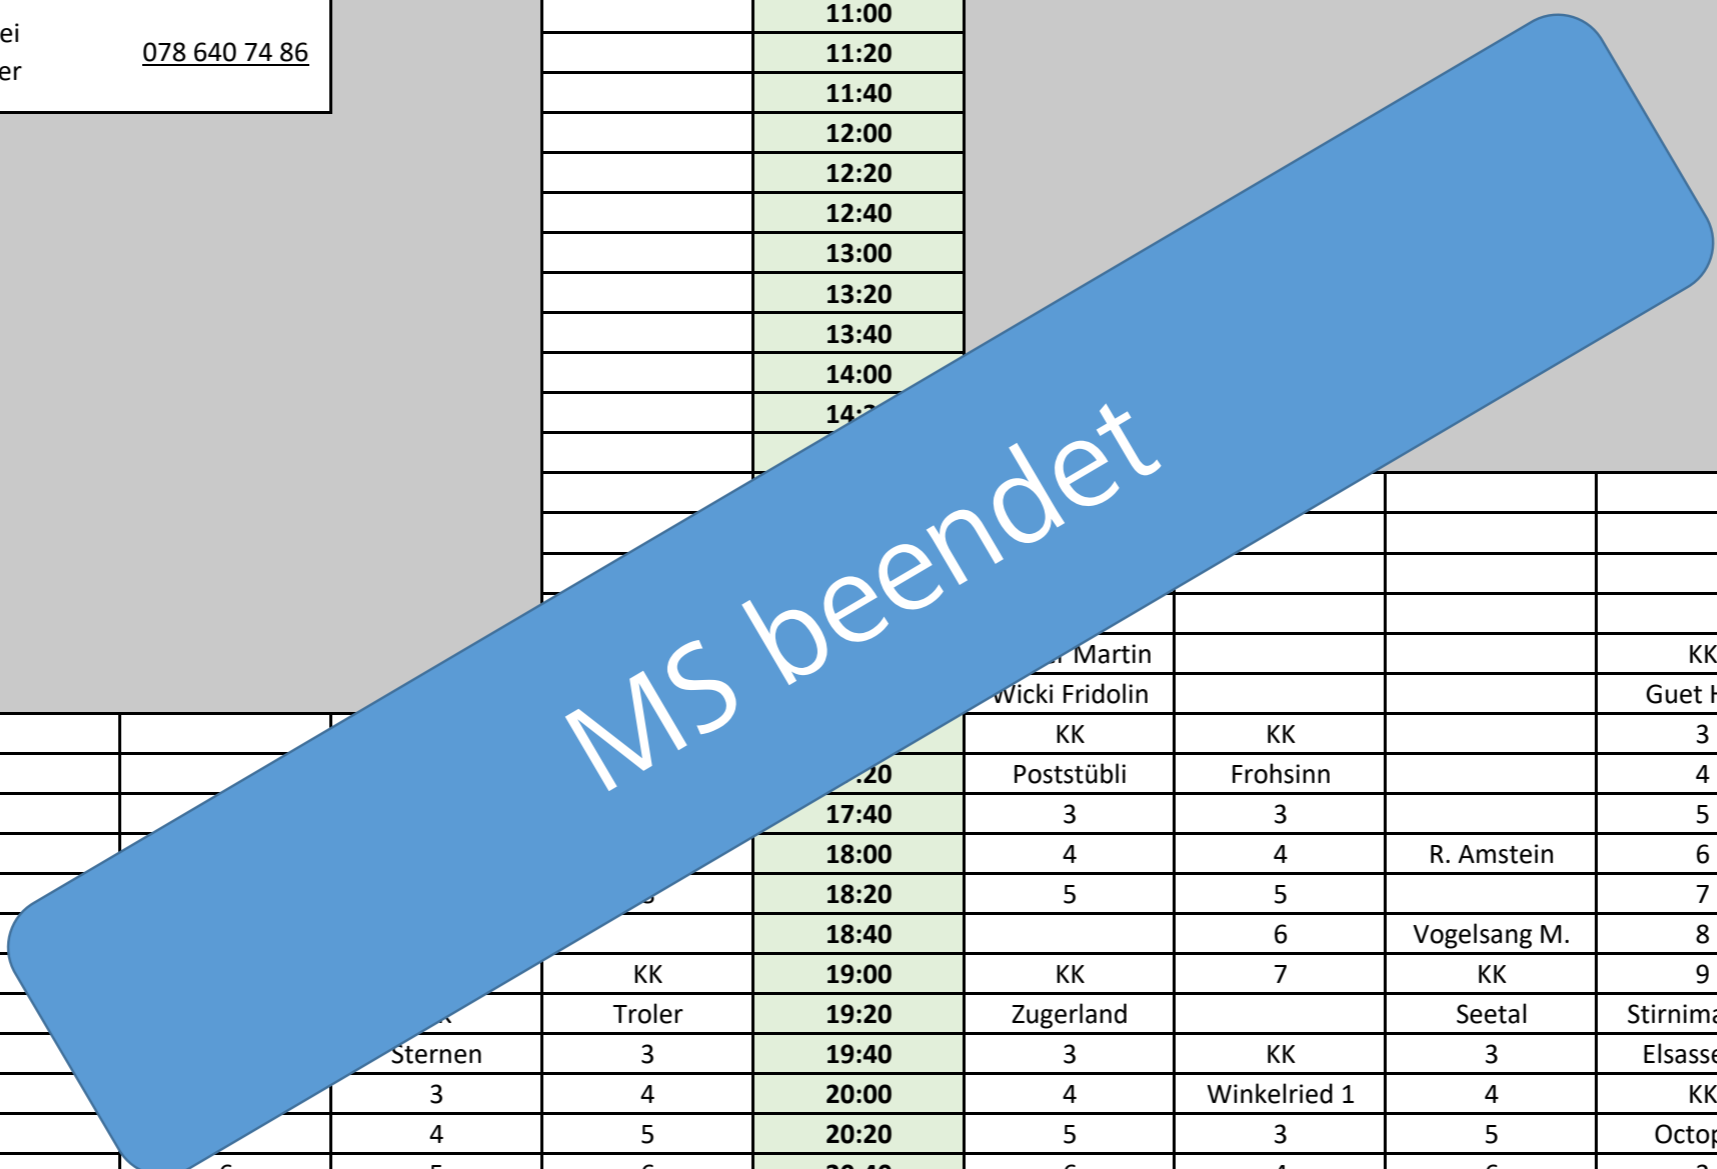 11:00
ei
078 640 74 86
11:20
er
11:40
12:00
12:20
12:40
13:00
13:20
13:40
14:00
MS beendet
Martin KK
Wicki Fridolin Guet
KK KK 3
Poststübli Frohsinn 4
17:40 3 3 5
18:00 4 4 R. Amstein 6
18:20 5 5 7
18:40 6 Vogelsang M. 8
KK 19:00 KK 7 KK 9
Troler 19:20 Zugerland Seetal
Sternen 3 19:40 3 KK 3
3 4 20:00 4 Winkelried 1 4 KK
4 5 20:20 5 3 5